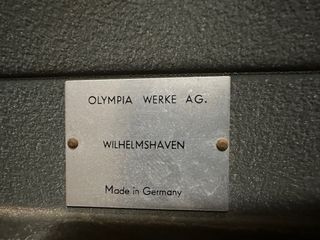 OLYMPIA WERKE AG.
WILHELMSHAVEN
Made in Germany